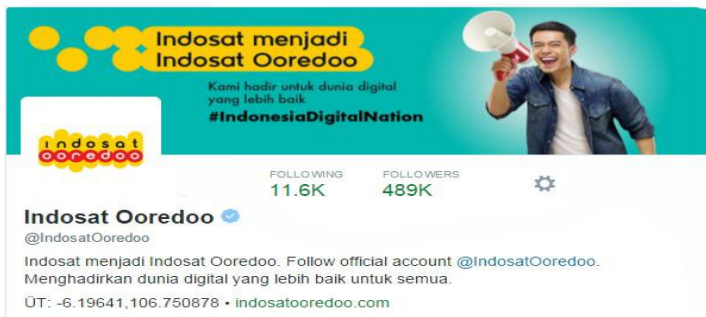 Indosat menjadi
Indosat Ooredoo
Kami hadir untuk dunia digital
yang lebih baik
#IndonesiaDigitalNation
indosat
ooredoo
FOLLOWING FOLLOWERS
11.6K 489K
Indosat Ooredoo
@IndosatOoredoo
Indosat menjadi Indosat Ooredoo. Follow official account @IndosatOoredoo.
Menghadirkan dunia digital yang lebih baik untuk semua.
ÜT: -6.19641,106.750878 • indosatooredoo.com